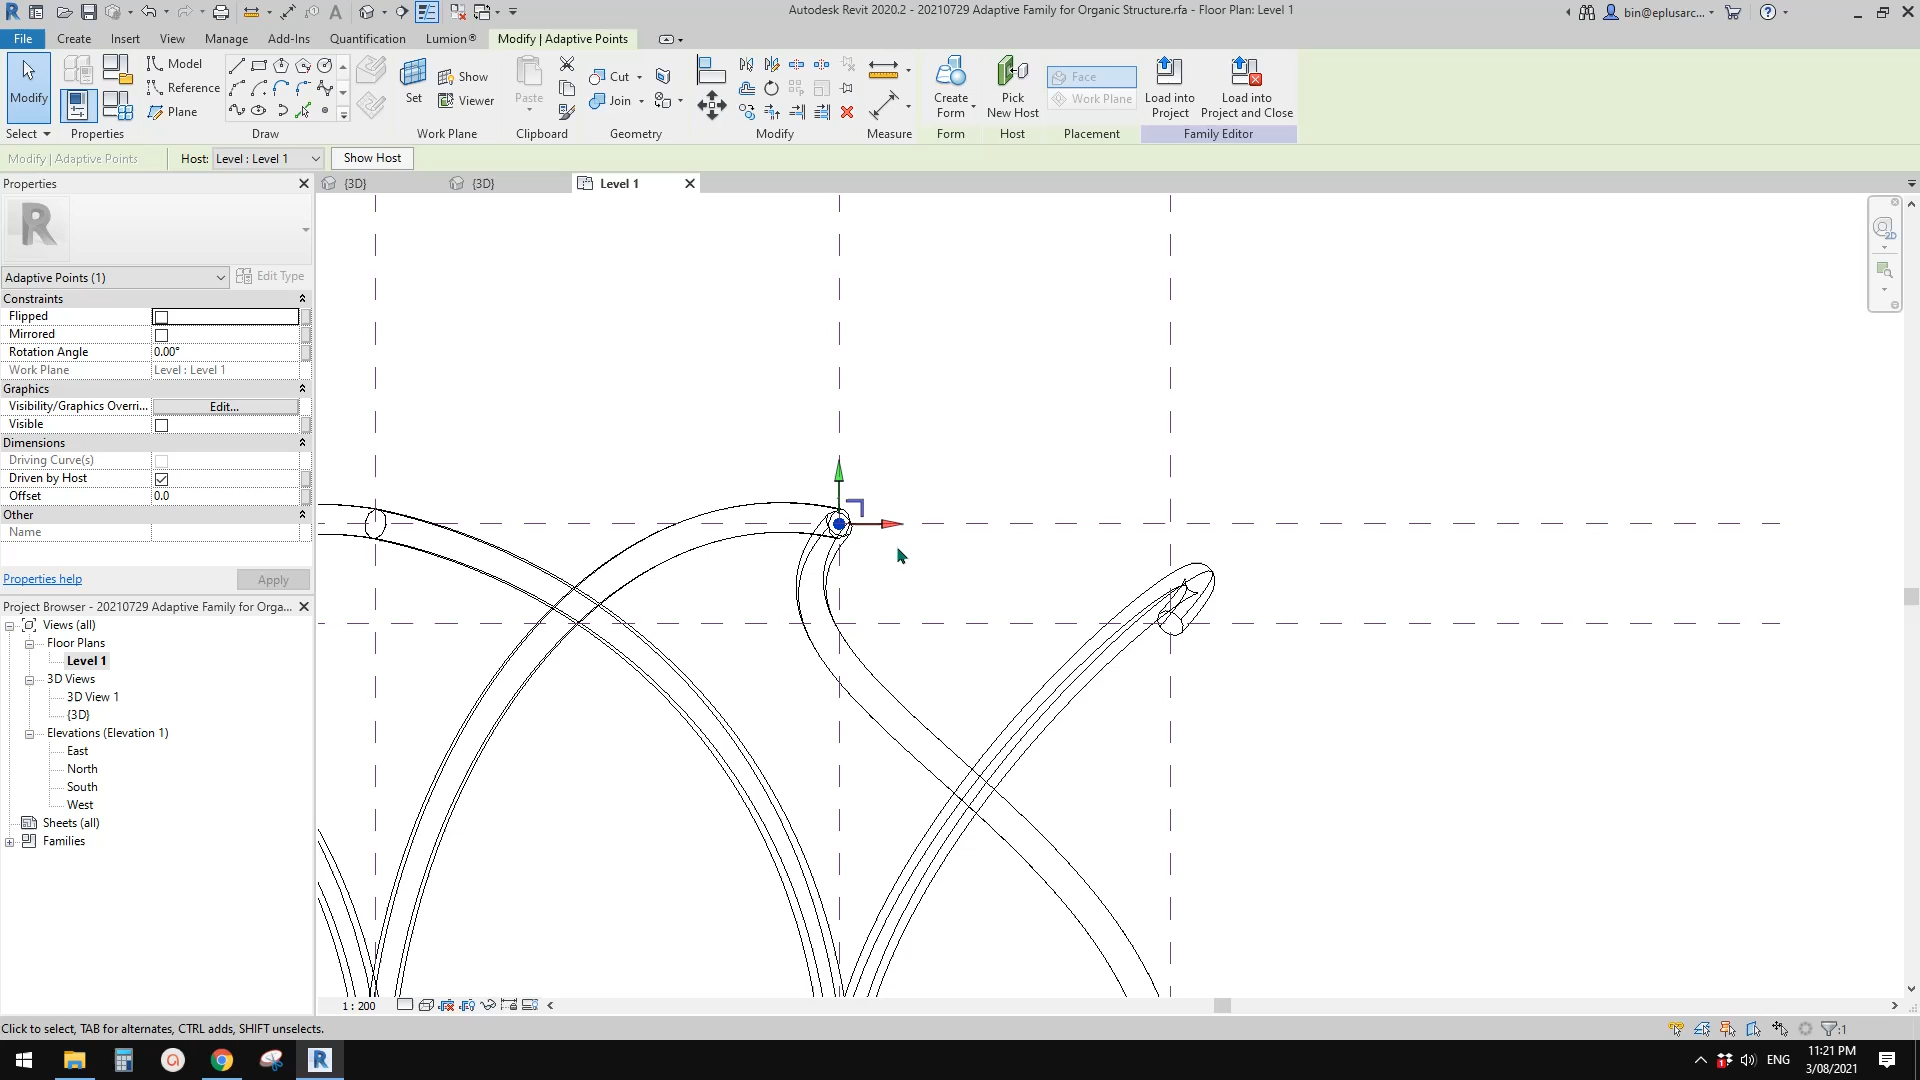 Autodesk Revit 2020.2 - 20210729 Adaptive Family for Organic Structure.rfa - Floor Plan: Level 1
bin@eplusarc...
File Create Insert View Manage Add-Ins Quantification Lumion® Modify | Adaptive Points
Modify
Model
Reference
Plane
Set
Show
Viewer
Paste
Cut
Join
Create
Form
Pick
New Host
Face
Work Plane
Load into
Project
Load into
Project and Close
Select Properties Draw Work Plane Clipboard Geometry Modify Measure Form Host Placement Family Editor
Modify | Adaptive Points Host: Level : Level 1 Show Host
Properties
{3D} {3D} Level 1
R
Adaptive Points (1) Edit Type
Constraints
Flipped
Mirrored
Rotation Angle 0.00°
Work Plane Level : Level 1
Graphics
Visibility/Graphics Overri... Edit...
Visible
Dimensions
Driving Curve(s)
Driven by Host
Offset 0.0
Other
Name
Properties help Apply
Project Browser - 20210729 Adaptive Family for Orga...
Views (all)
Floor Plans
Level 1
3D Views
3D View 1
{3D}
Elevations (Elevation 1)
East
North
South
West
Sheets (all)
Families
2D
1 : 200
Click to select, TAB for alternates, CTRL adds, SHIFT unselects.
:1
ENG
11:21 PM
3/08/2021